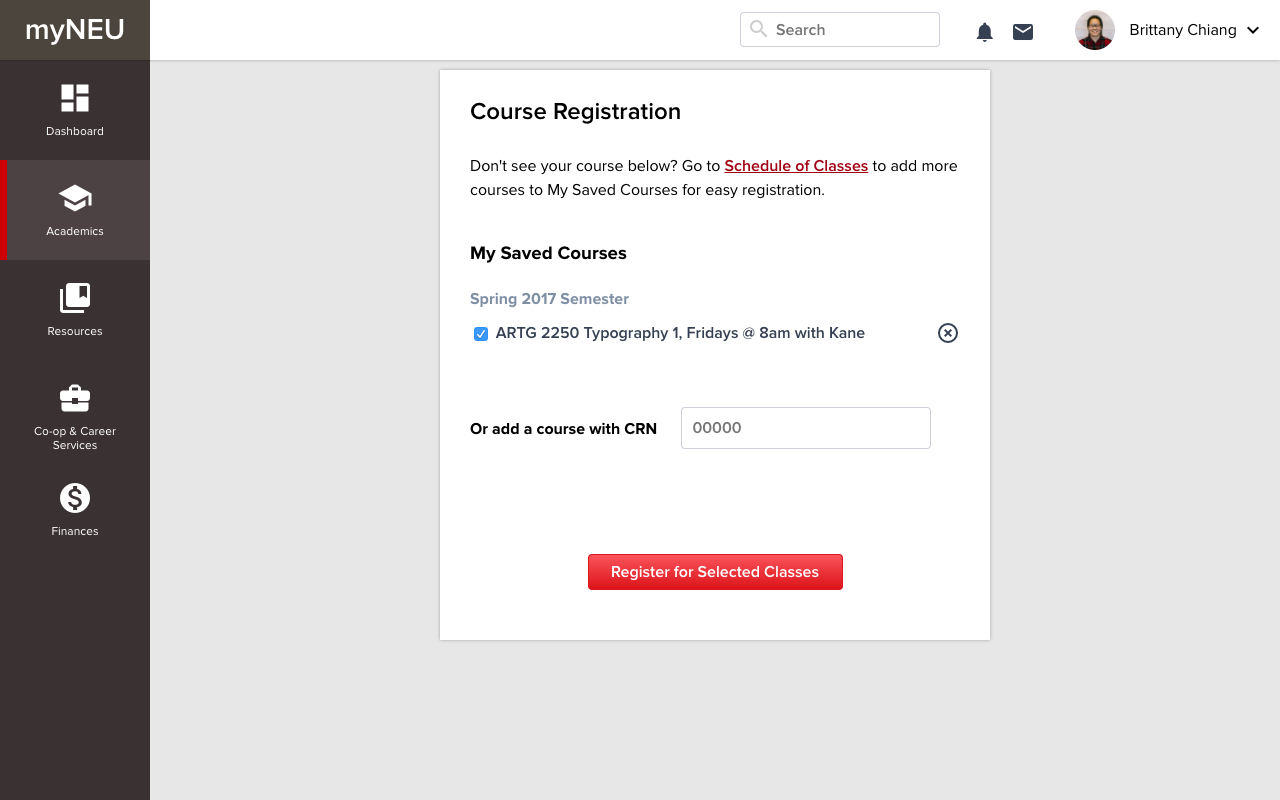 myNEU
Search
Brittany Chiang
Dashboard
Academics
Resources
Co-op & Career
Services
Finances
Course Registration
Don't see your course below? Go to Schedule of Classes to add more
courses to My Saved Courses for easy registration.
My Saved Courses
Spring 2017 Semester
ARTG 2250 Typography 1, Fridays @ 8am with Kane
Or add a course with CRN
00000
Register for Selected Classes